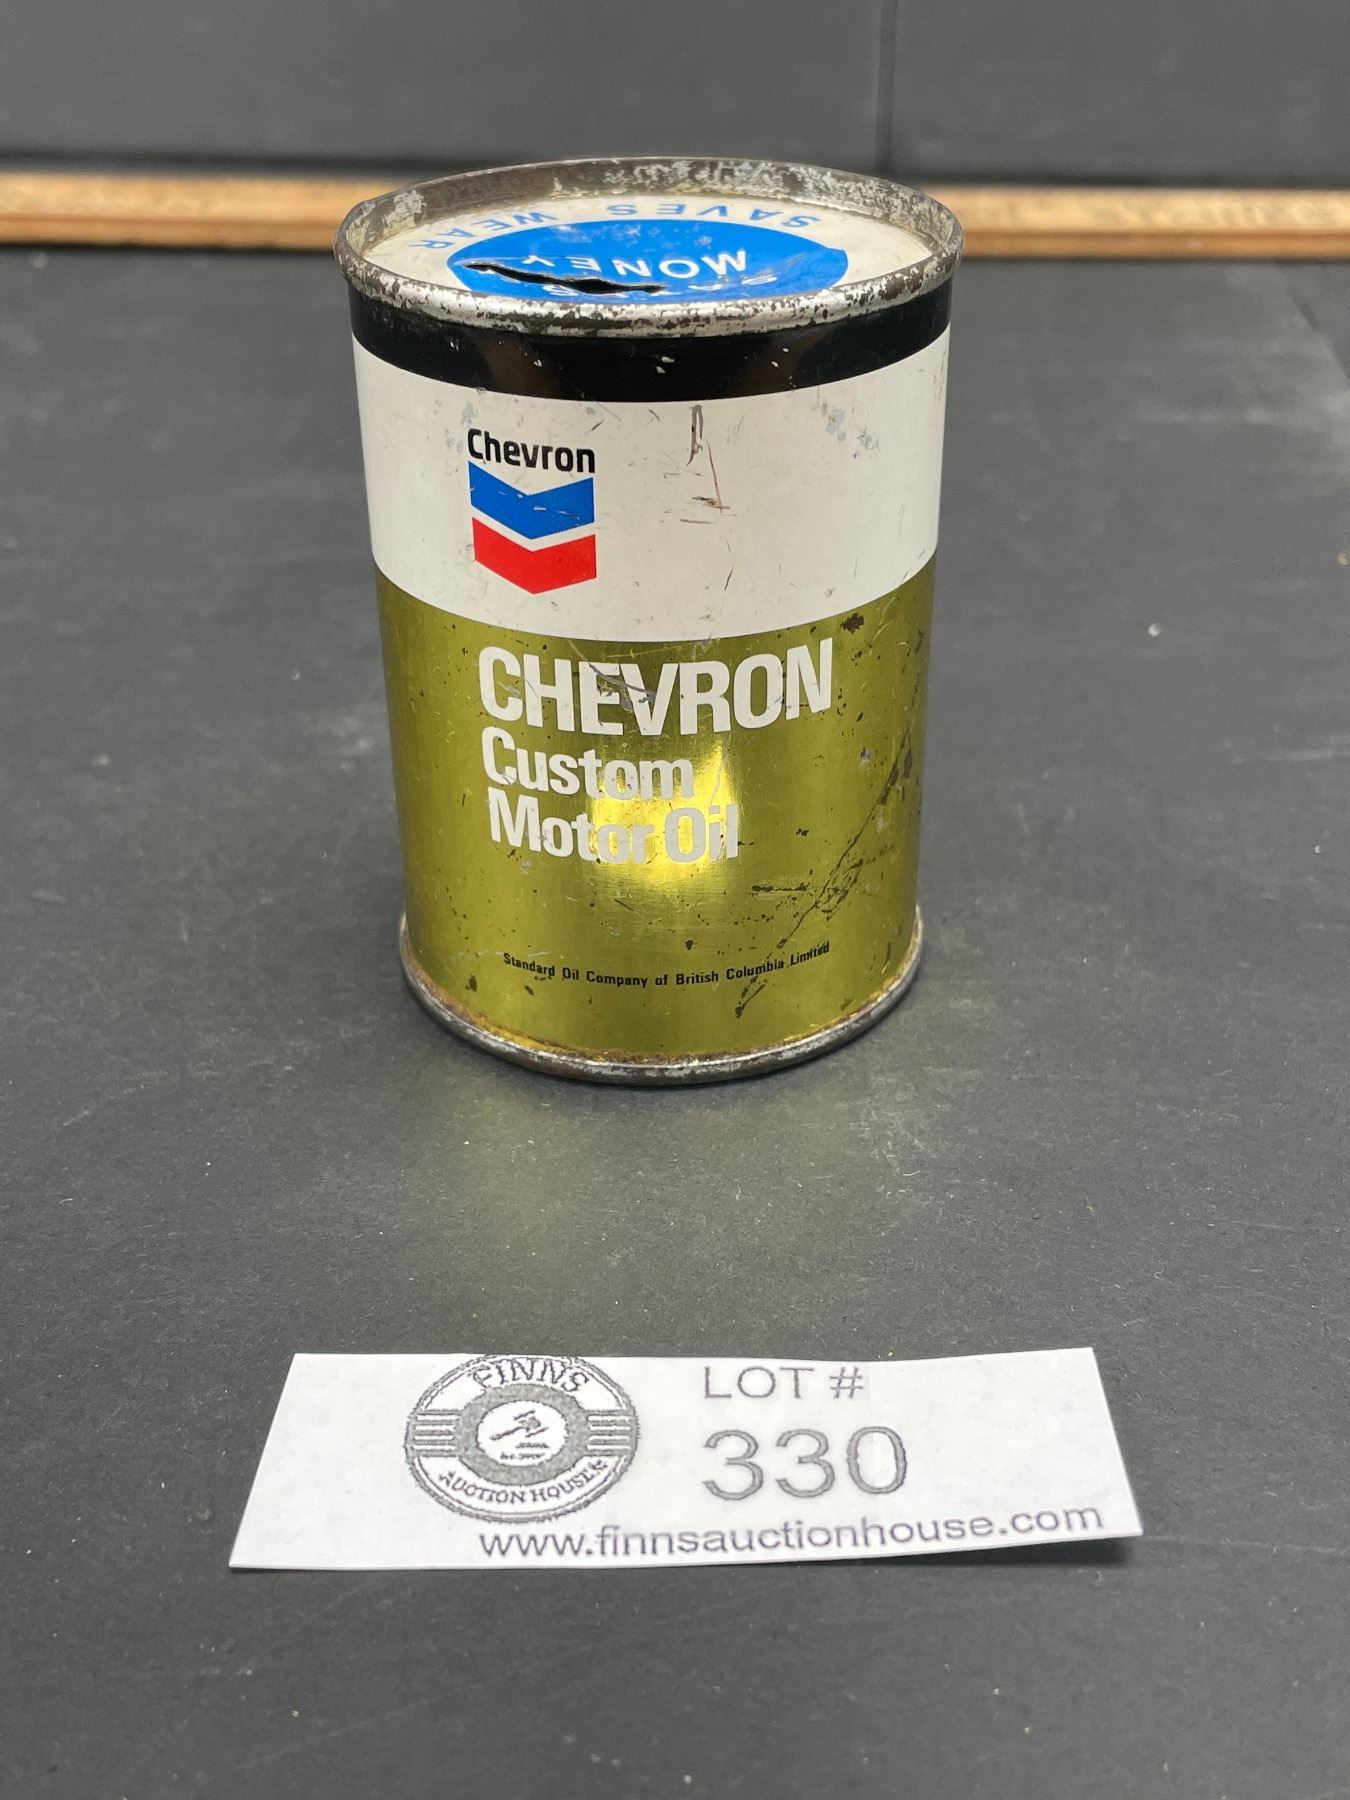 SAVES WEAR
SAVES
MONEY
Chevron
CHEVRON
Custom
Motor Oil
Standard Oil Company of British Columbia Limited
FINNS
AUCTION HOUSE
LOT #
330
www.finnsauctionhouse.com